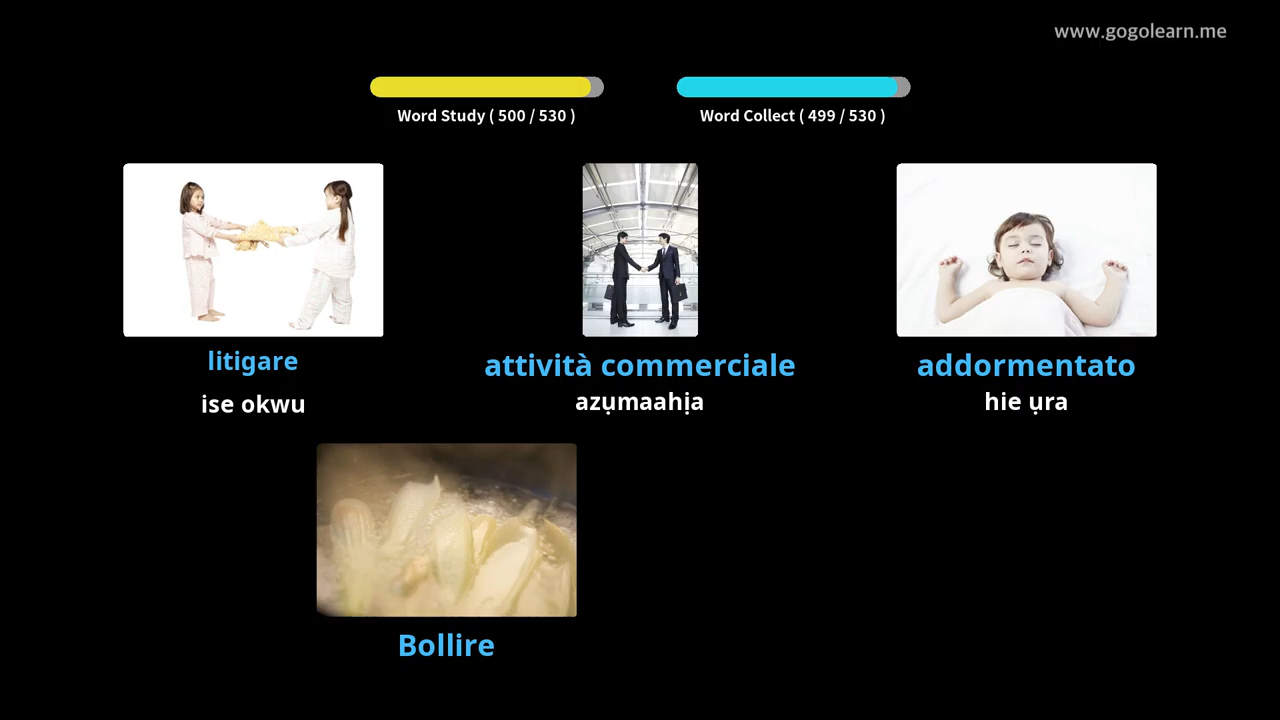 www.gogolearn.me
Word Study ( 500 / 530 )
Word Collect ( 499 / 530 )
litigare
ise okwu
attività commerciale
azụmaahịa
addormentato
hie ụra
Bollire